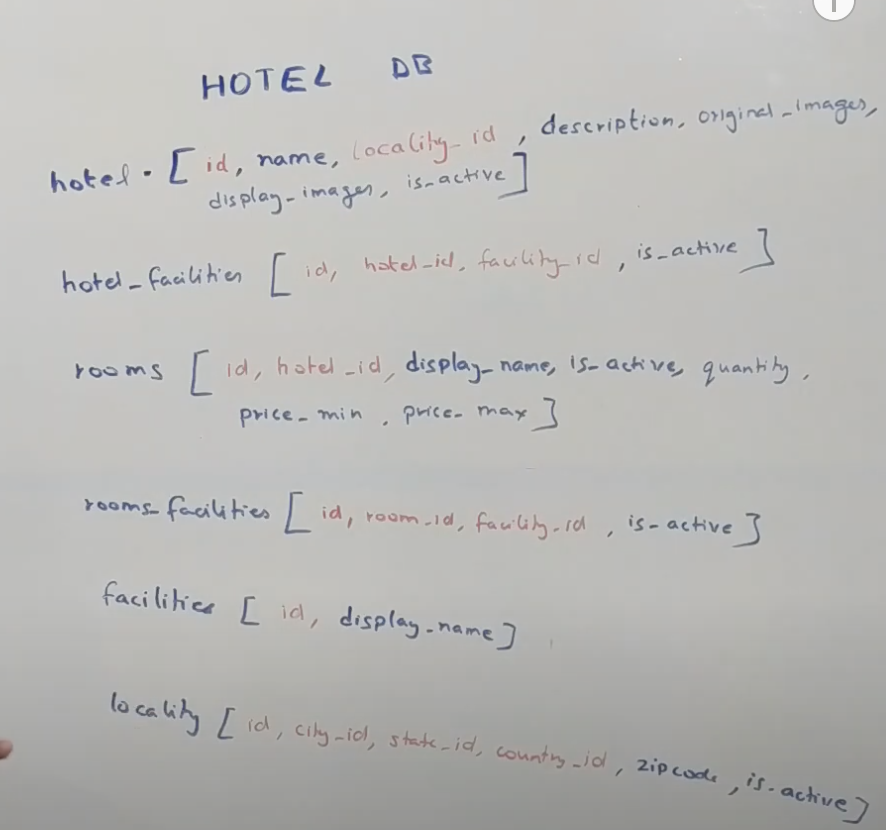 HOTEL DB
hotel · [ id, name, locality_id , description, original_images,
display_images, is_active ]
hotel_facilities [ id, hotel_id, facility_id , is_active ]
rooms [ id, hotel_id, display_name, is_active, quantity,
price_min , price_max ]
rooms_facilities [ id, room_id, facility_id , is_active ]
facilities [ id, display_name ]
locality [ id, city_id, state_id, country_id , zipcode , is_active ]